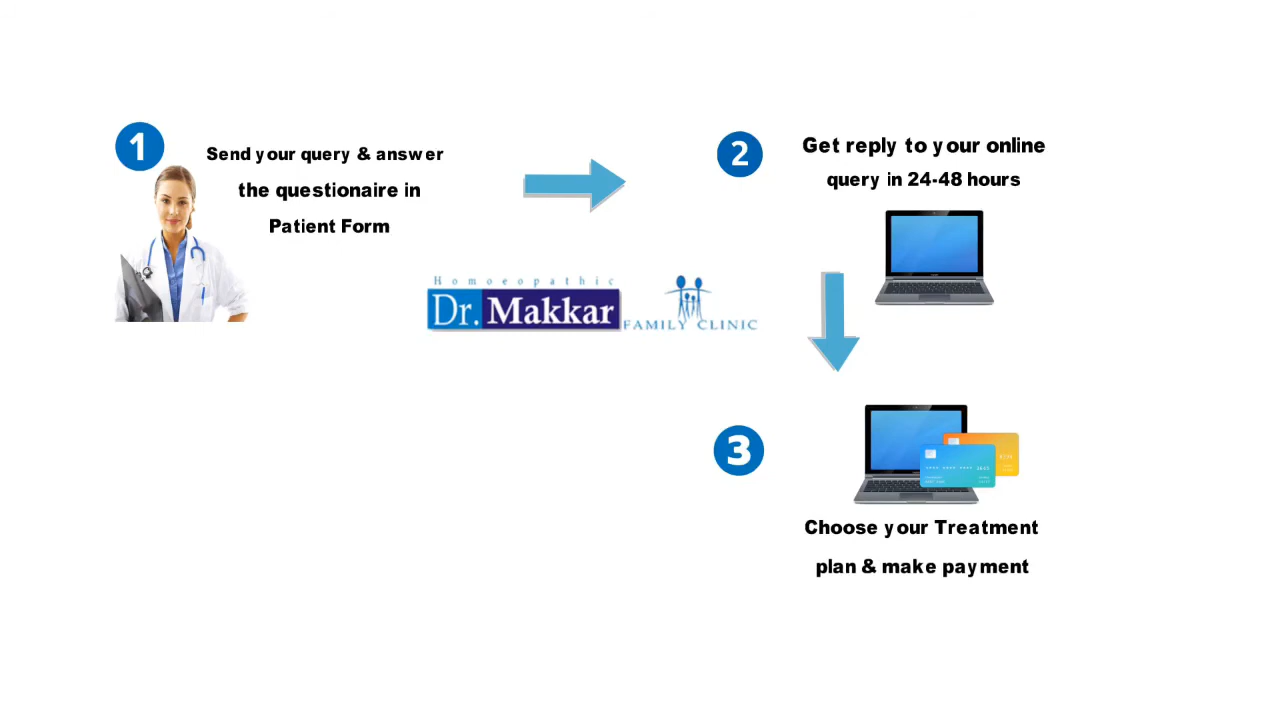 1
Send your query & answer
the questionaire in
Patient Form
2
Get reply to your online
query in 24-48 hours
Homoeopathic
Dr. Makkar
FAMILY CLINIC
3
Choose your Treatment
plan & make payment